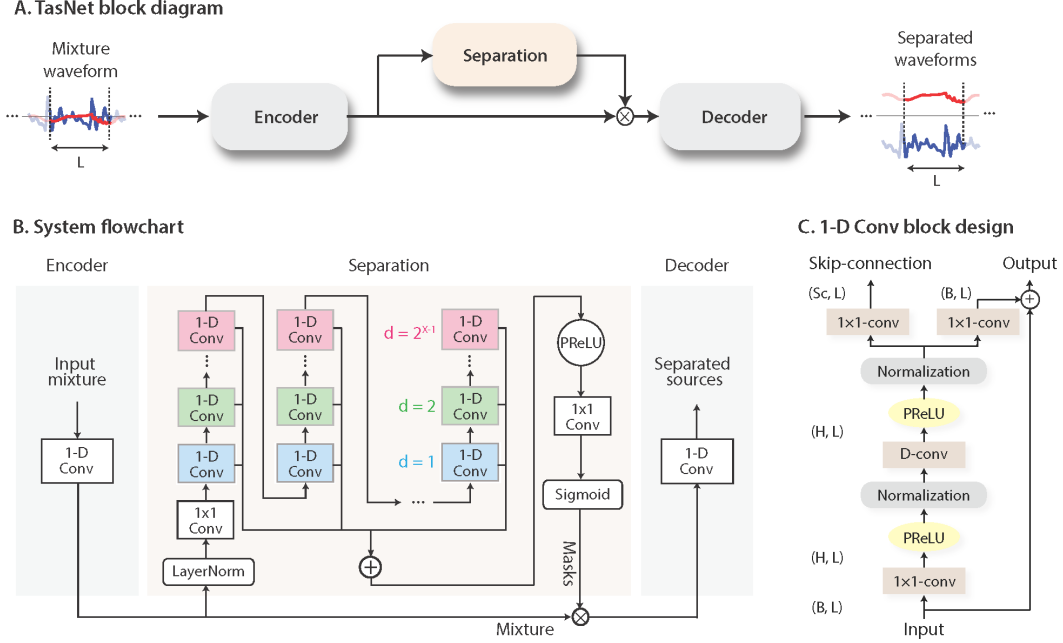 A. TasNet block diagram
Mixture
waveform
Separation
Separated
waveforms
...
Encoder
Decoder
...
...
...
L
L
B. System flowchart
C. 1-D Conv block design
Encoder
Separation
Decoder
Input
mixture
1-D
Conv
1-D
Conv
...
1-D
Conv
1-D
Conv
1x1
Conv
LayerNorm
1-D
Conv
...
1-D
Conv
1-D
Conv
...
d = 2^X-1
d = 2
d = 1
1-D
Conv
...
1-D
Conv
1-D
Conv
+
PReLU
1x1
Conv
Sigmoid
Masks
Mixture
Separated
sources
1-D
Conv
Skip-connection
Output
(Sc, L)
(B, L)
+
1×1-conv
1×1-conv
Normalization
PReLU
(H, L)
D-conv
Normalization
PReLU
(H, L)
1×1-conv
(B, L)
Input